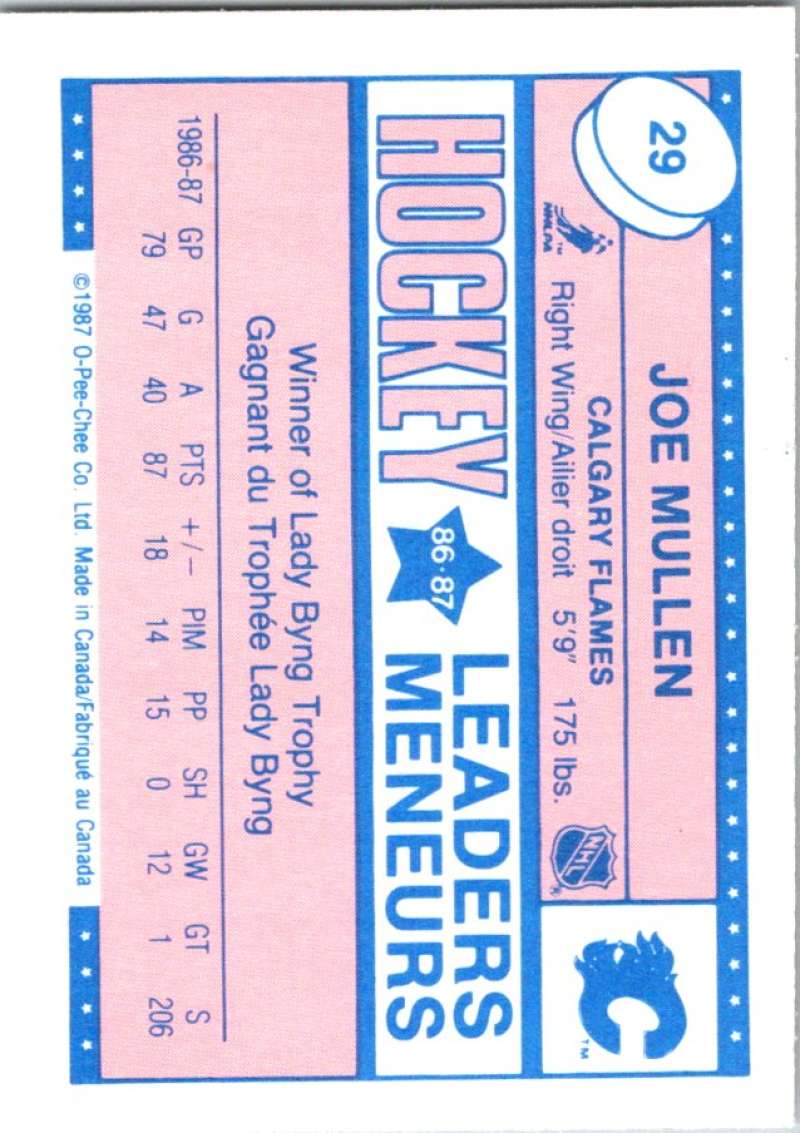 29
JOE MULLEN
CALGARY FLAMES
NHLPA™
Right Wing/Ailier droit 5'9" 175 lbs.
NHL®
C™
HOCKEY 86·87 LEADERS
MENEURS
Winner of Lady Byng Trophy
Gagnant du Trophée Lady Byng
1986-87 GP G A PTS +/− PIM PP SH GW GT S
79 47 40 87 18 14 15 0 12 1 206
©1987 O-Pee-Chee Co. Ltd. Made in Canada/Fabriqué au Canada